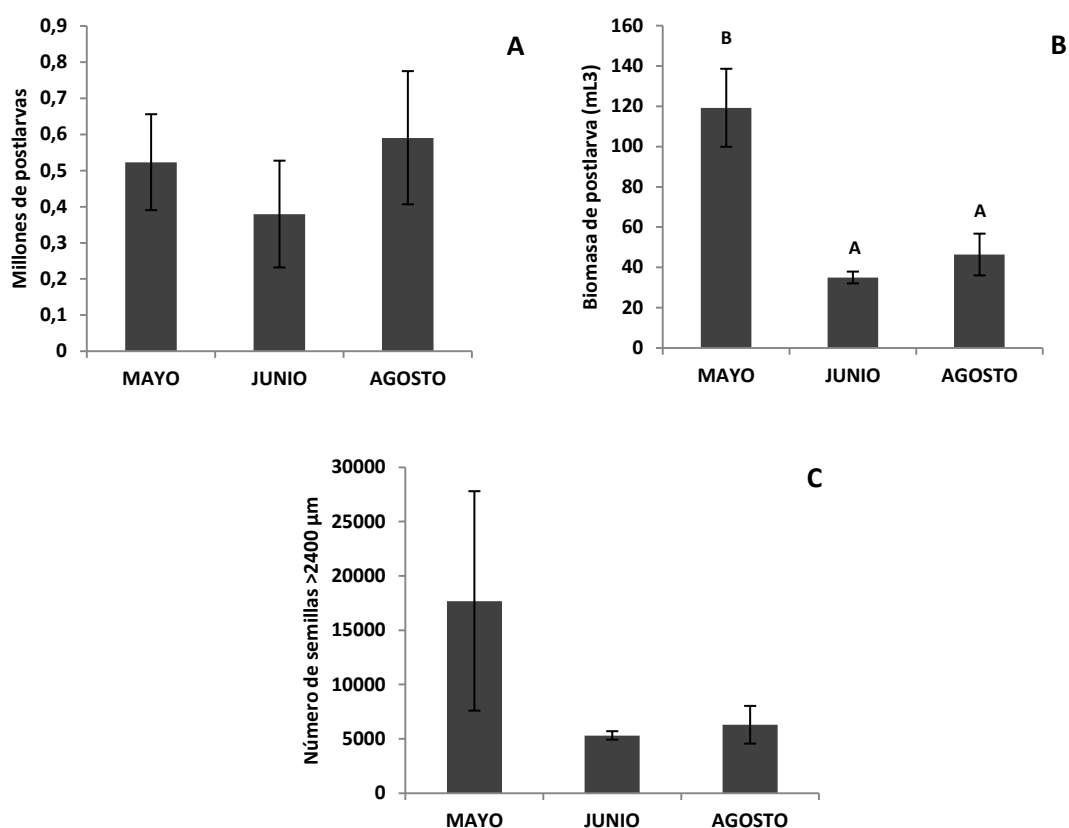 A
Millones de postlarvas
0,9
0,8
0,7
0,6
0,5
0,4
0,3
0,2
0,1
0
MAYO JUNIO AGOSTO
B
Biomasa de postlarva (mL3)
160
140
120
100
80
60
40
20
0
B
A
A
MAYO JUNIO AGOSTO
C
Número de semillas >2400 µm
30000
25000
20000
15000
10000
5000
0
MAYO JUNIO AGOSTO